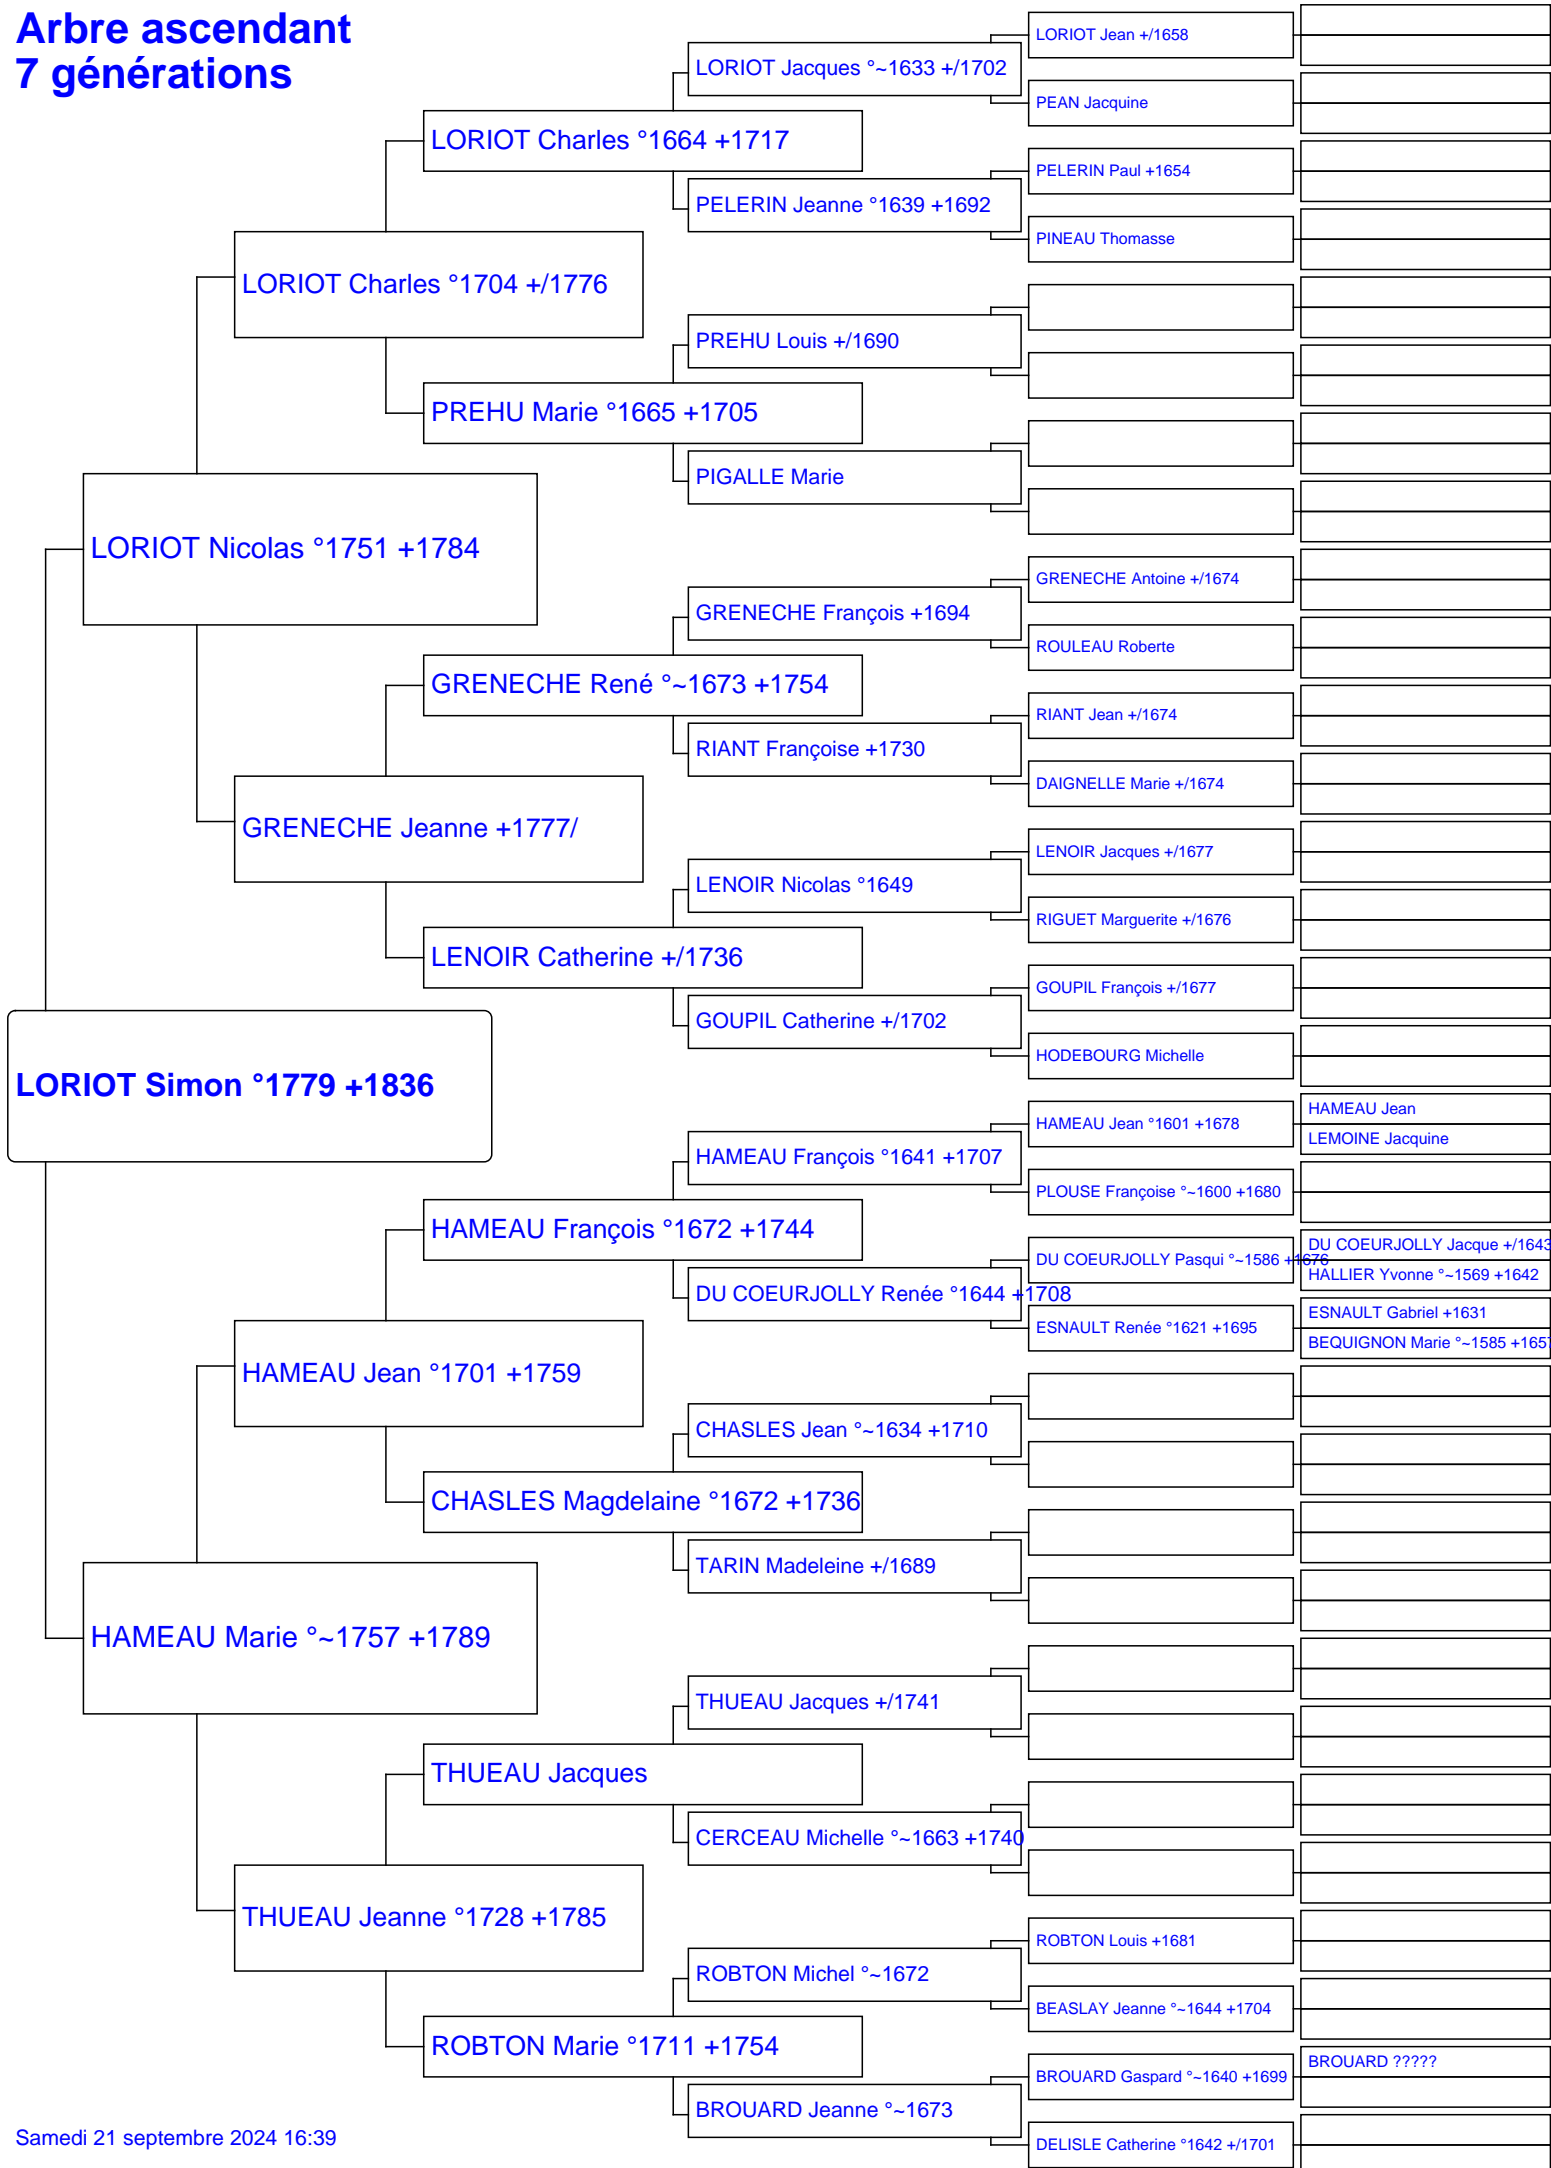 Arbre ascendant
7 générations
LORIOT Simon °1779 +1836
LORIOT Nicolas °1751 +1784
HAMEAU Marie °~1757 +1789
LORIOT Charles °1704 +/1776
GRENECHE Jeanne +1777/
HAMEAU Jean °1701 +1759
THUEAU Jeanne °1728 +1785
LORIOT Charles °1664 +1717
PREHU Marie °1665 +1705
GRENECHE René °~1673 +1754
LENOIR Catherine +/1736
HAMEAU François °1672 +1744
CHASLES Magdelaine °1672 +1736
THUEAU Jacques
ROBTON Marie °1711 +1754
LORIOT Jacques °~1633 +/1702
PELERIN Jeanne °1639 +1692
PREHU Louis +/1690
PIGALLE Marie
GRENECHE François +1694
RIANT Françoise +1730
LENOIR Nicolas °1649
GOUPIL Catherine +/1702
HAMEAU François °1641 +1707
DU COEURJOLLY Renée °1644 +1708
CHASLES Jean °~1634 +1710
TARIN Madeleine +/1689
THUEAU Jacques +/1741
CERCEAU Michelle °~1663 +1740
ROBTON Michel °~1672
BROUARD Jeanne °~1673
LORIOT Jean +/1658
PEAN Jacquine
PELERIN Paul +1654
PINEAU Thomasse
GRENECHE Antoine +/1674
ROULEAU Roberte
RIANT Jean +/1674
DAIGNELLE Marie +/1674
LENOIR Jacques +/1677
RIGUET Marguerite +/1676
GOUPIL François +/1677
HODEBOURG Michelle
HAMEAU Jean °1601 +1678
PLOUSE Françoise °~1600 +1680
DU COEURJOLLY Pasqui °~1586 +1676
ESNAULT Renée °1621 +1695
ROBTON Louis +1681
BEASLAY Jeanne °~1644 +1704
BROUARD Gaspard °~1640 +1699
DELISLE Catherine °1642 +/1701
HAMEAU Jean
LEMOINE Jacquine
DU COEURJOLLY Jacque +/1643
HALLIER Yvonne °~1569 +1642
ESNAULT Gabriel +1631
BEQUIGNON Marie °~1585 +1657
BROUARD ?????
Samedi 21 septembre 2024 16:39